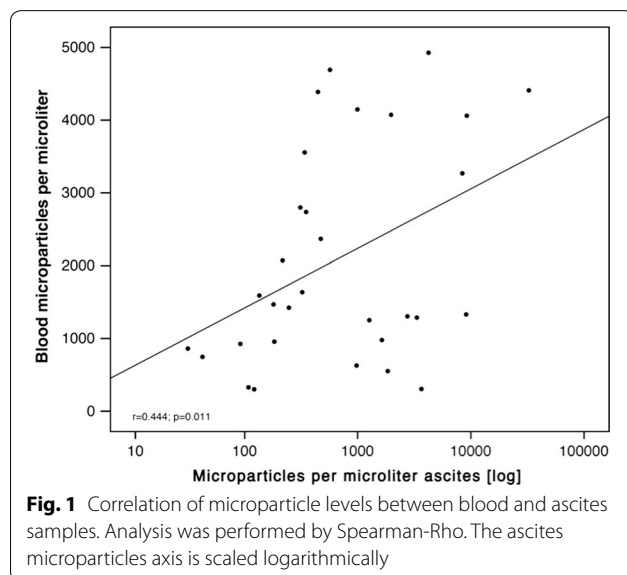 5000
4000
3000
2000
1000
0
Blood microparticles per microliter
r=0.444; p=0.011
10 100 1000 10000 100000
Microparticles per microliter ascites [log]
Fig. 1 Correlation of microparticle levels between blood and ascites
samples. Analysis was performed by Spearman-Rho. The ascites
microparticles axis is scaled logarithmically